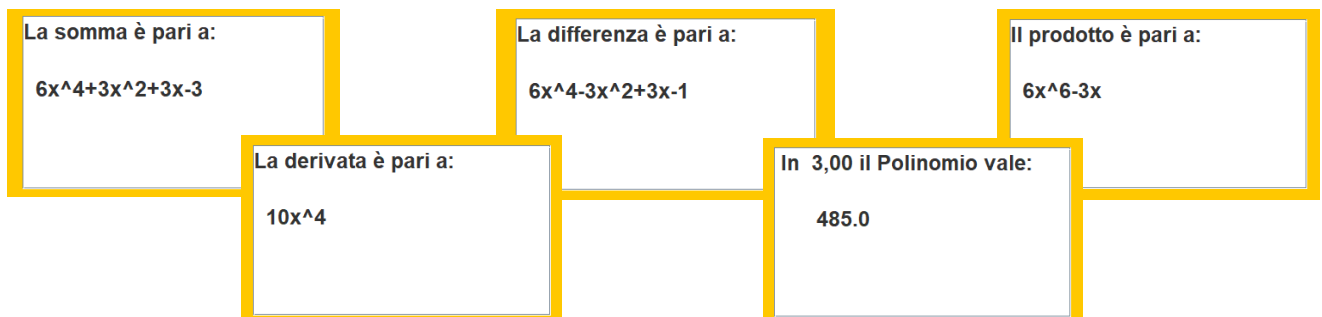 La somma è pari a:
6x^4+3x^2+3x-3
La differenza è pari a:
6x^4-3x^2+3x-1
Il prodotto è pari a:
6x^6-3x
La derivata è pari a:
10x^4
In 3,00 il Polinomio vale:
485.0